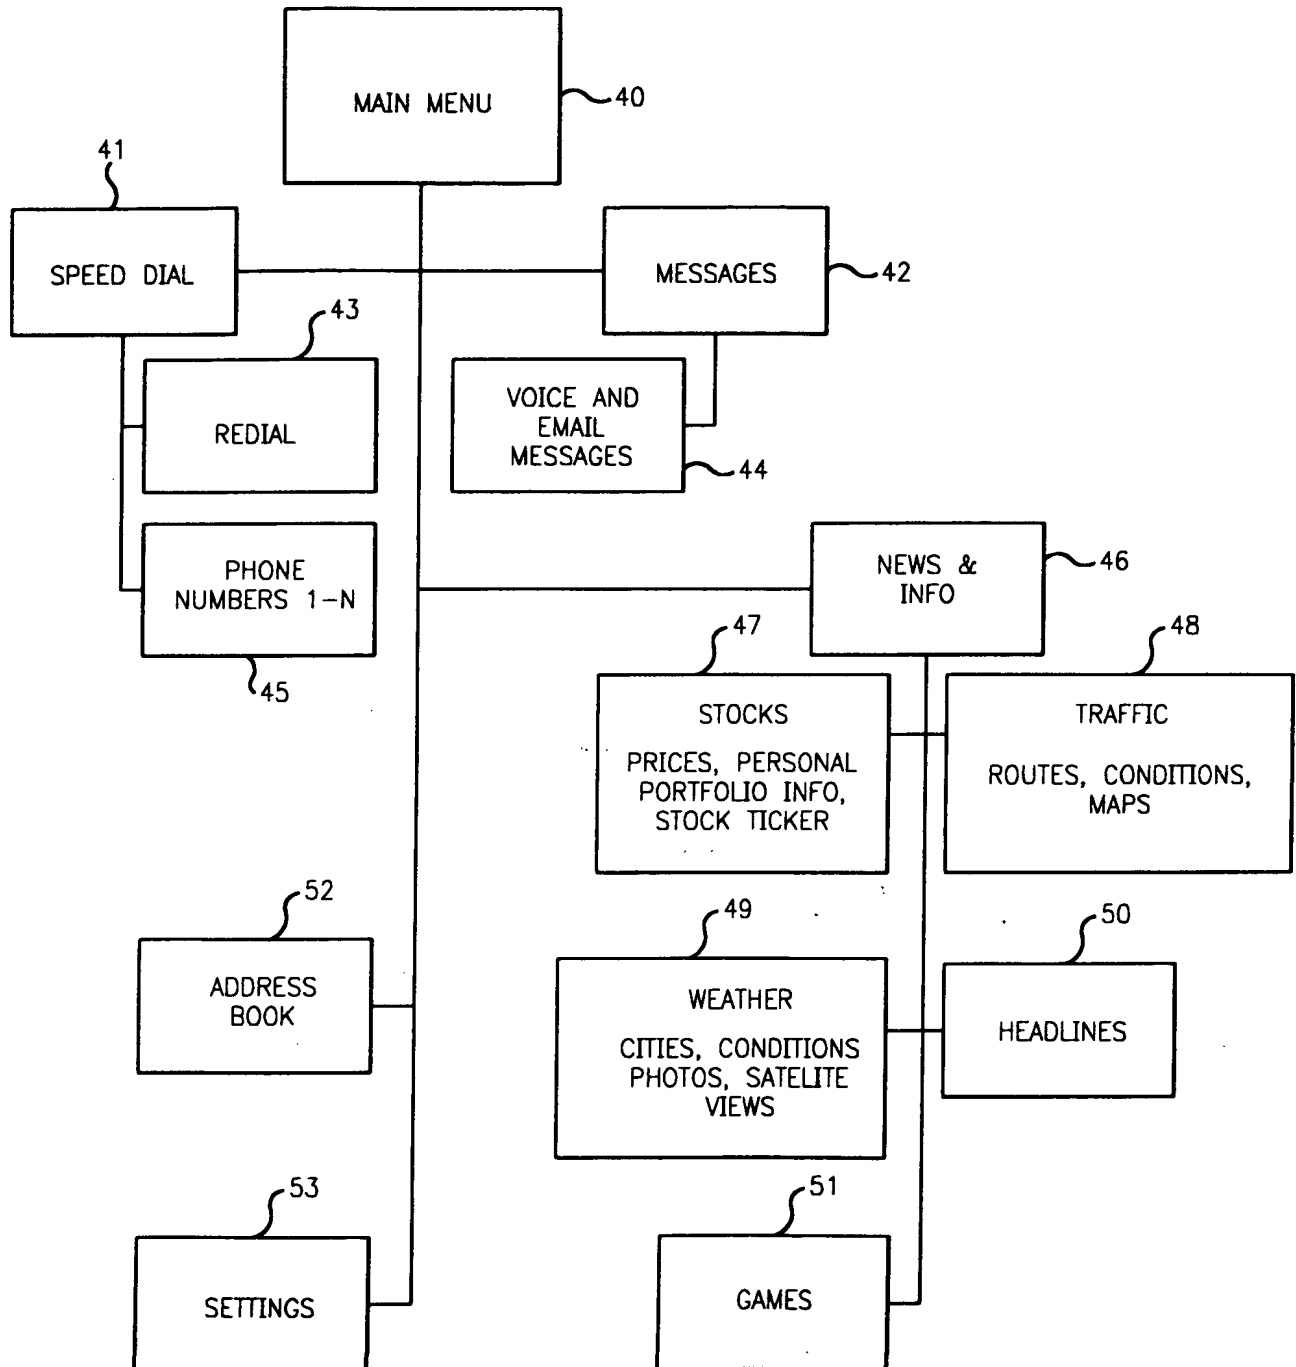 MAIN MENU
40
41
SPEED DIAL
MESSAGES
42
43
REDIAL
VOICE AND
EMAIL
MESSAGES
44
PHONE
NUMBERS 1-N
45
NEWS &
INFO
46
47
STOCKS
PRICES, PERSONAL
PORTFOLIO INFO,
STOCK TICKER
48
TRAFFIC
ROUTES, CONDITIONS,
MAPS
52
ADDRESS
BOOK
49
WEATHER
CITIES, CONDITIONS
PHOTOS, SATELITE
VIEWS
50
HEADLINES
53
SETTINGS
51
GAMES